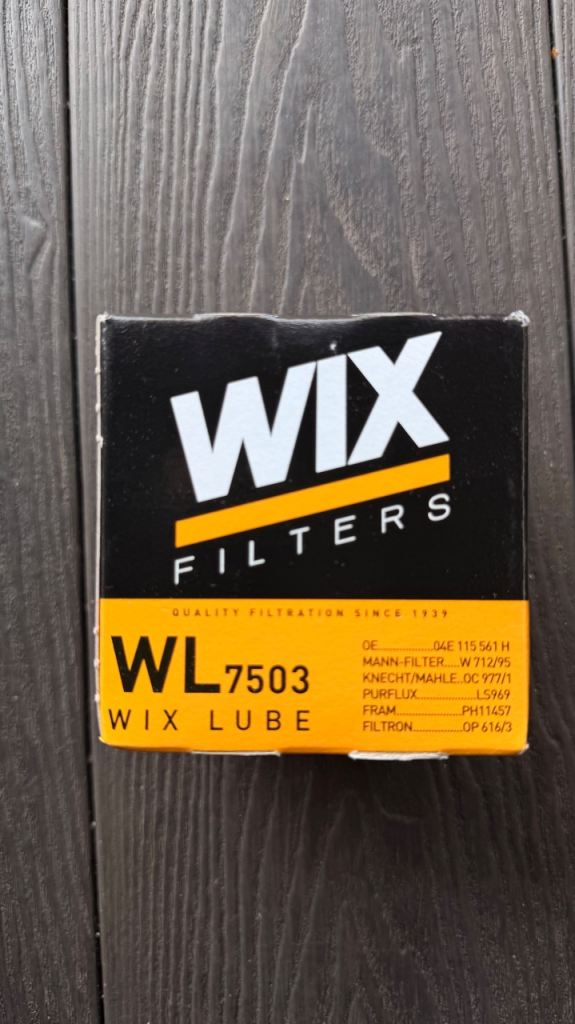 WIX
FILTERS
QUALITY FILTRATION SINCE 1939
WL7503
WIX LUBE
OE..................04E 115 561 H
MANN-FILTER.....W 712/95
KNECHT/MAHLE..OC 977/1
PURFLUX....................LS969
FRAM......................PH11457
FILTRON.................OP 616/3